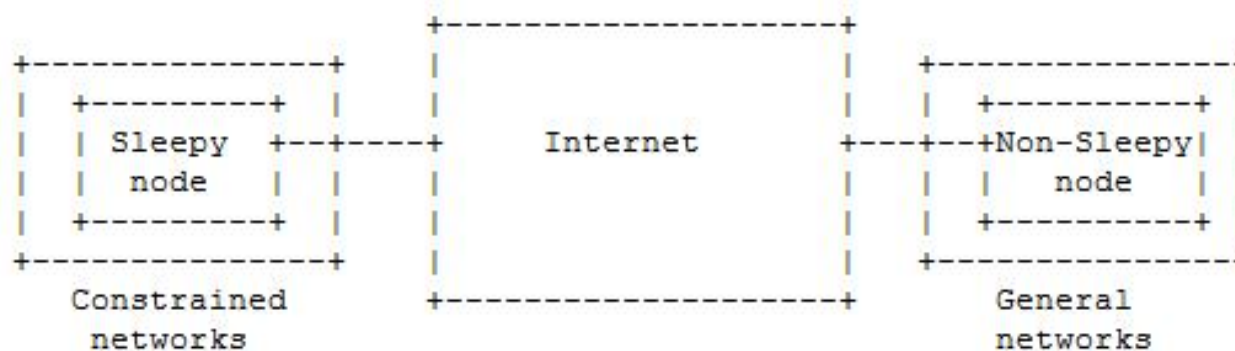 Sleepy Internet Non-Sleepy
node node
Constrained General
networks networks